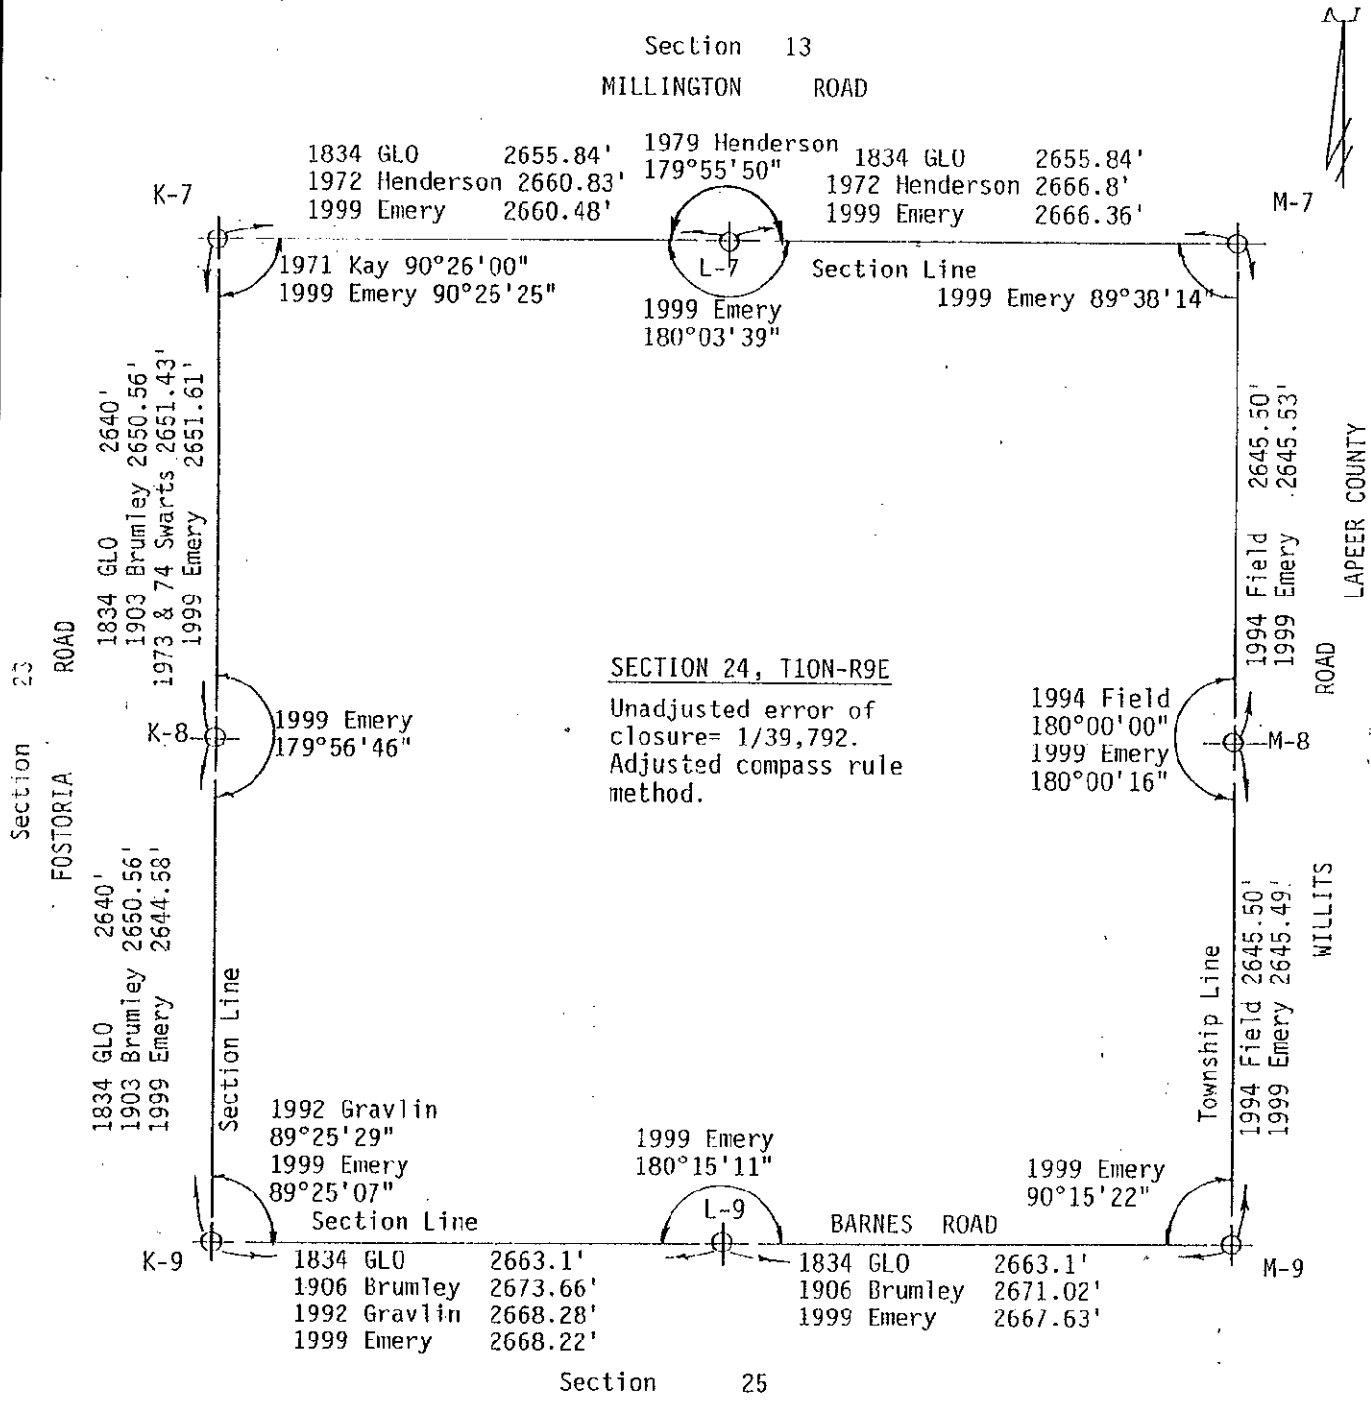 N
Section 13
MILLINGTON ROAD
1834 GLO 2655.84'
1972 Henderson 2660.83'
1999 Emery 2660.48'
1979 Henderson
179°55'50"
1834 GLO 2655.84'
1972 Henderson 2666.8'
1999 Emery 2666.36'
K-7
L-7
M-7
1971 Kay 90°26'00"
1999 Emery 90°25'25"
1999 Emery
180°03'39"
Section Line
1999 Emery 89°38'14"
1834 GLO 2640'
1903 Brumley 2650.56'
1973 & 74 Swarts 2651.43'
1999 Emery 2651.61'
1994 Field 2645.50'
1999 Emery 2645.53'
LAPEER COUNTY
Section 23
FOSTORIA ROAD
K-8
1999 Emery
179°56'46"
SECTION 24, T10N-R9E
Unadjusted error of
closure= 1/39,792.
Adjusted compass rule
method.
1994 Field
180°00'00"
1999 Emery
180°00'16"
M-8
WILLITS ROAD
1834 GLO 2640'
1903 Brumley 2650.56'
1999 Emery 2644.58'
Section Line
Township Line
1994 Field 2645.50'
1999 Emery 2645.49'
1992 Gravlin
89°25'29"
1999 Emery
89°25'07"
1999 Emery
180°15'11"
1999 Emery
90°15'22"
Section Line
L-9
BARNES ROAD
K-9
M-9
1834 GLO 2663.1'
1906 Brumley 2673.66'
1992 Gravlin 2668.28'
1999 Emery 2668.22'
1834 GLO 2663.1'
1906 Brumley 2671.02'
1999 Emery 2667.63'
Section 25